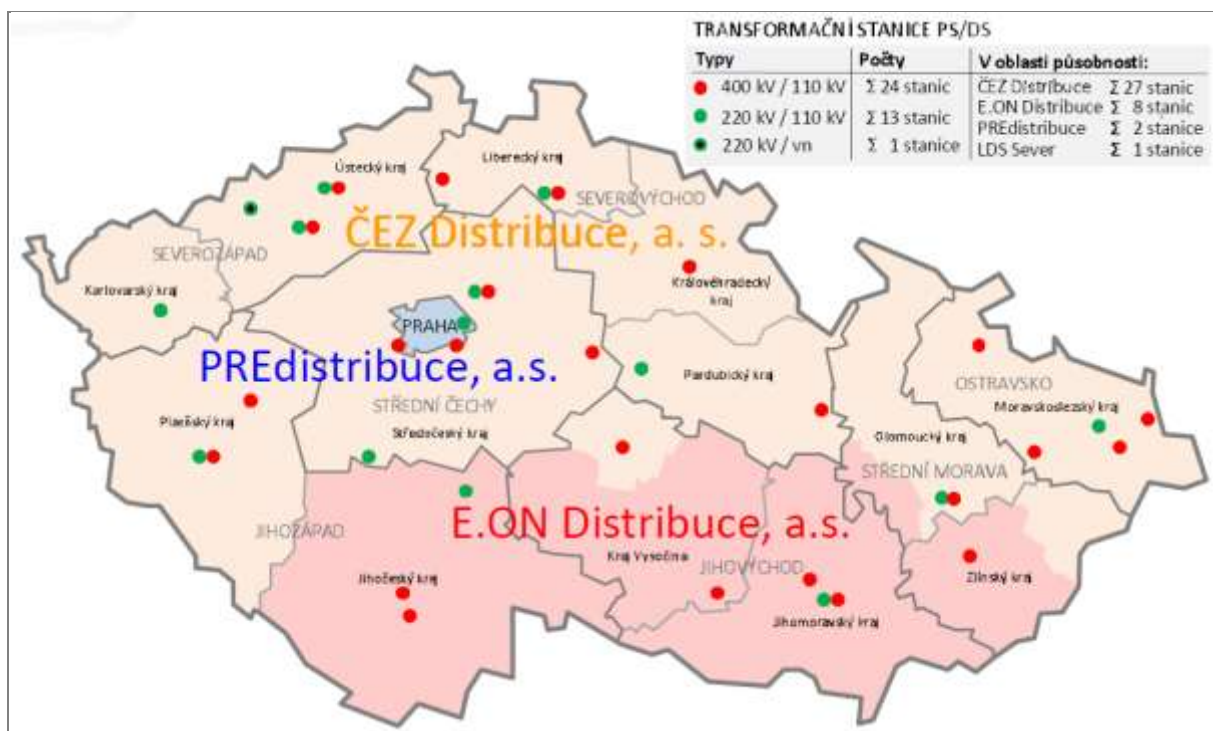 TRANSFORMAČNÍ STANICE PS/DS
Typy Počty V oblasti působnosti:
400 kV / 110 kV Σ 24 stanic ČEZ Distribuce Σ 27 stanic
220 kV / 110 kV Σ 13 stanic E.ON Distribuce Σ 8 stanic
PREdistribuce Σ 2 stanice
220 kV / vn Σ 1 stanice LDS Sever Σ 1 stanice
Ústecký kraj
Liberecký kraj
SEVEROVÝCHOD
ČEZ Distribuce, a. s.
SEVEROZÁPAD
Karlovarský kraj
Královéhradecký
kraj
PRAHA
PREdistribuce, a.s.
Pardubický kraj
OSTRAVSKO
STŘEDNÍ ČECHY
Moravskoslezský kraj
Plzeňský kraj
Středočeský kraj
Olomoucký kraj
STŘEDNÍ MORAVA
E.ON Distribuce, a.s.
JIHOZÁPAD
Kraj Vysočina
JIHOVÝCHOD
Zlínský kraj
Jihočeský kraj
Jihomoravský kraj